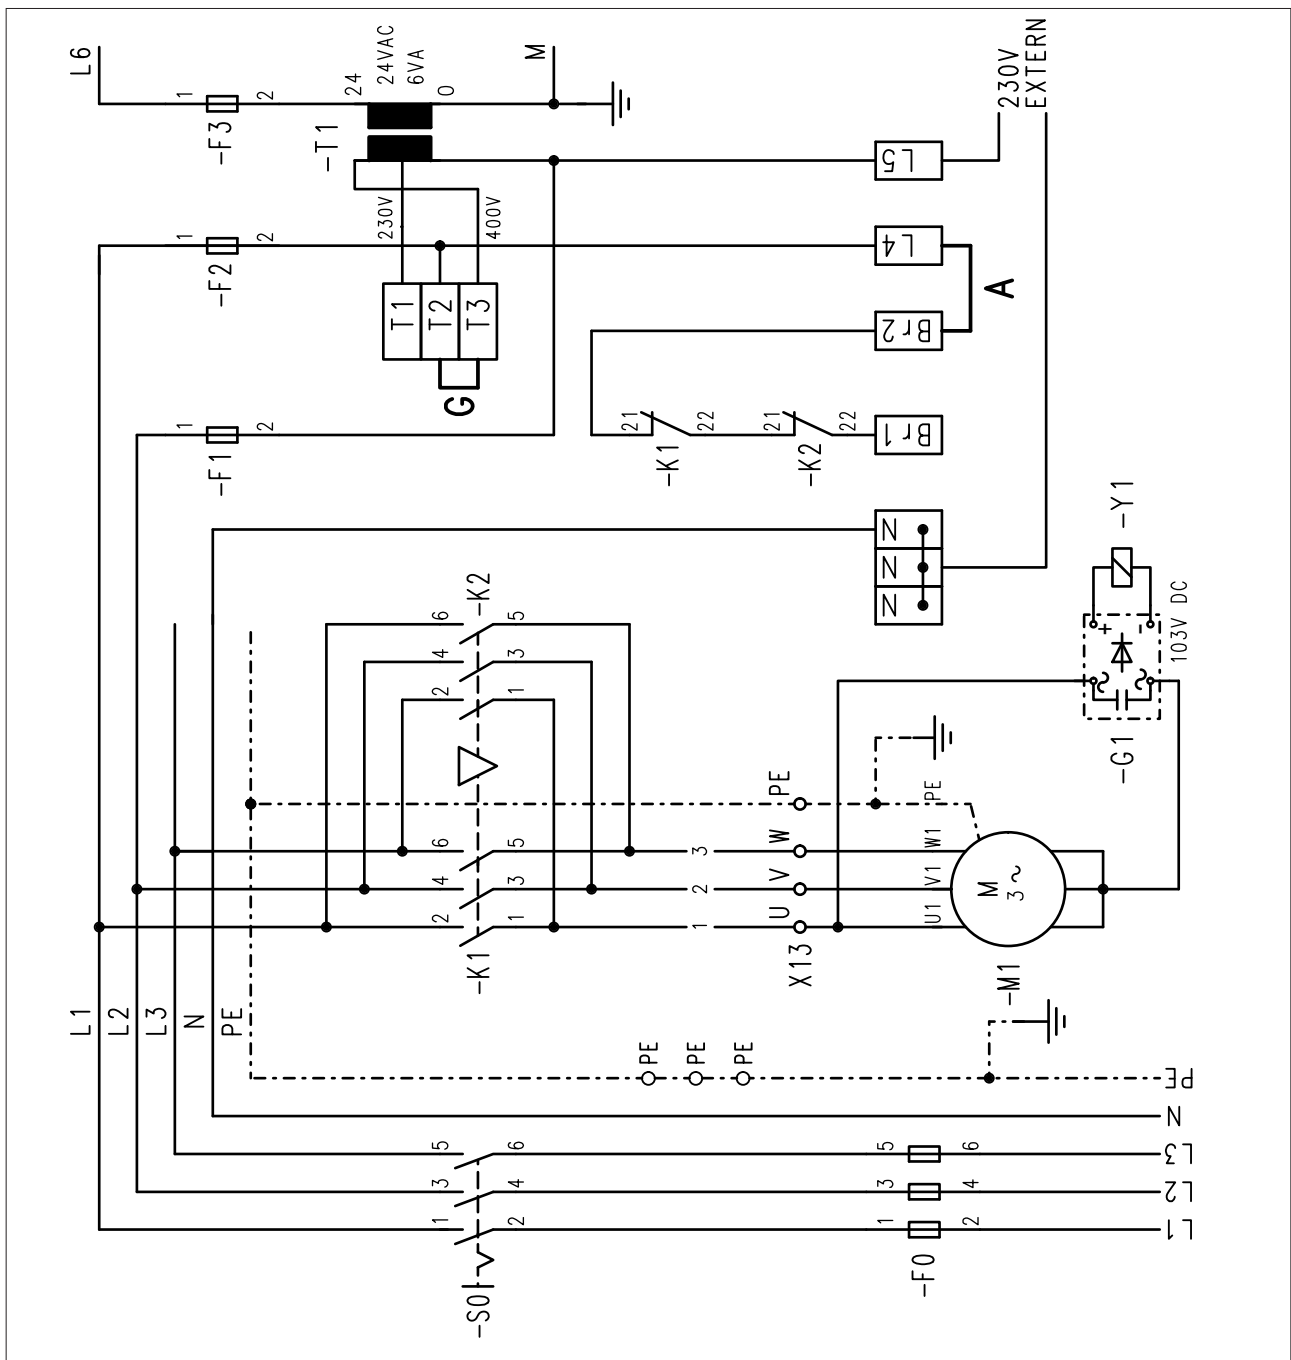 L6
1
2
-F3
24
24VAC
6VA
0
-T1
M
230V
EXTERN
L5
1
2
-F2
230V
400V
T1
T2
T3
G
L4
A
Br2
1
2
-F1
21
22
-K1
21
22
-K2
Br1
N
N
N
-K2
6
5
4
3
2
1
-Y1
+
-
103V DC
-G1
PE
PE
6
5
3
W
W1
4
3
2
V
V1
2
1
1
U
U1
-K1
X13
M
3~
-M1
L1
L2
L3
N
PE
PE
PE
PE
PE
N
5
6
5
6
L3
3
4
3
4
L2
1
2
1
2
L1
-S0
-F0